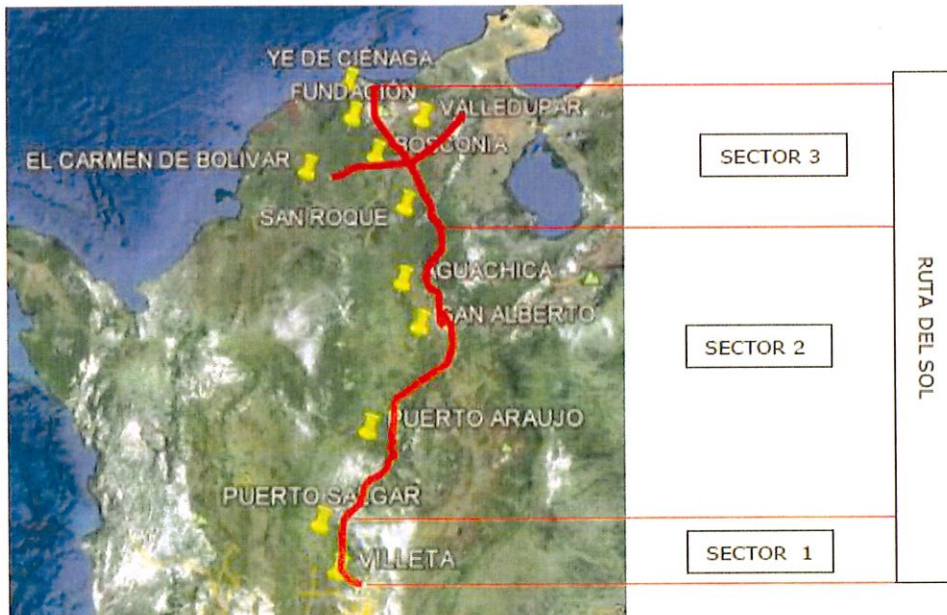 YE DE CIENAGA
FUNDACIÓN
VALLEDUPAR
BOSCONIA
EL CARMEN DE BOLIVAR
SAN ROQUE
AGUACHICA
SAN ALBERTO
PUERTO ARAUJO
PUERTO SALGAR
VILLETA
SECTOR 3
SECTOR 2
SECTOR 1
RUTA DEL SOL